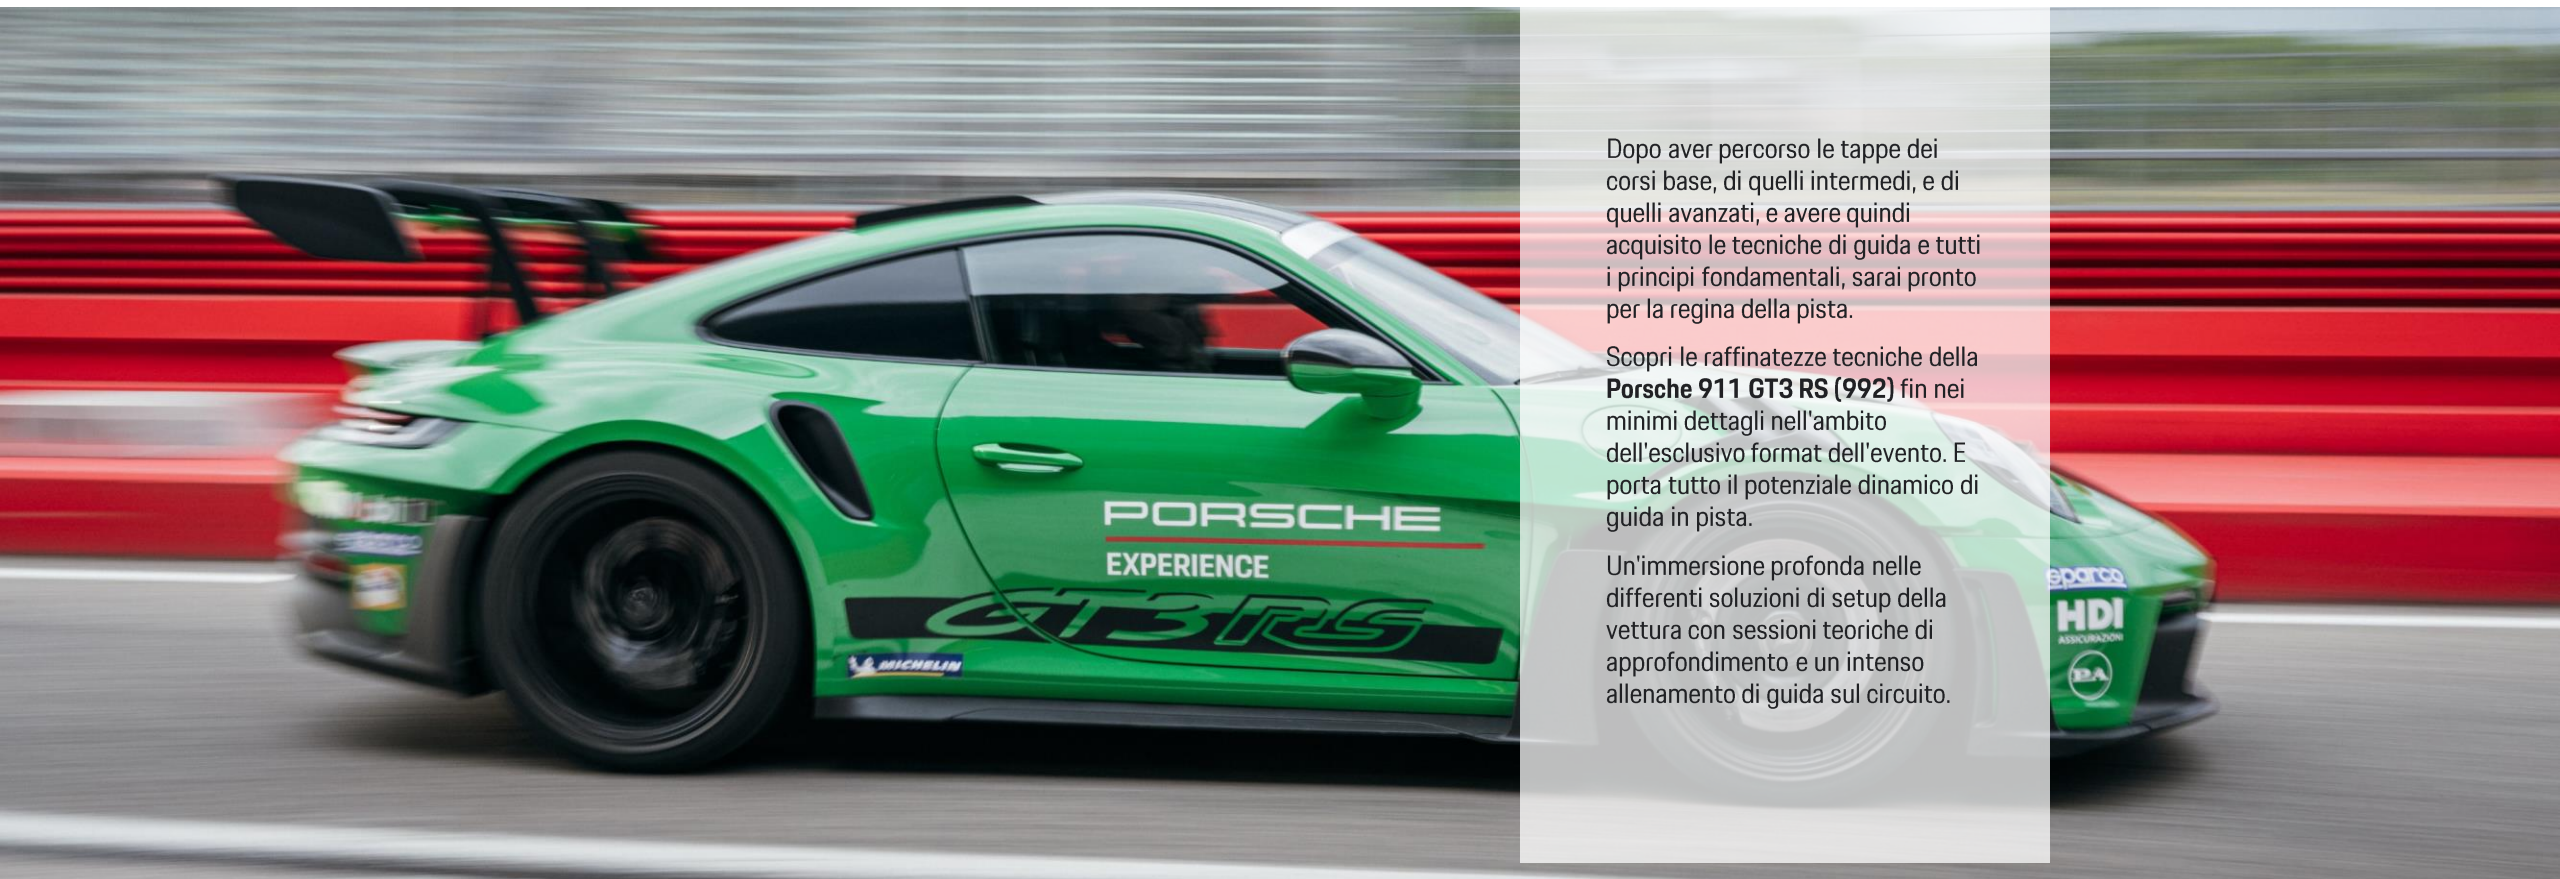 Dopo aver percorso le tappe dei
corsi base, di quelli intermedi, e di
quelli avanzati, e avere quindi
acquisito le tecniche di guida e tutti
i principi fondamentali, sarai pronto
per la regina della pista.
Scopri le raffinatezze tecniche della
Porsche 911 GT3 RS (992) fin nei
minimi dettagli nell'ambito
dell'esclusivo format dell'evento. E
porta tutto il potenziale dinamico di
guida in pista.
Un'immersione profonda nelle
differenti soluzioni di setup della
vettura con sessioni teoriche di
approfondimento e un intenso
allenamento di guida sul circuito.
PORSCHE
EXPERIENCE
GT3 RS
MICHELIN
sparco
HDI
ASSICURAZIONI
PA